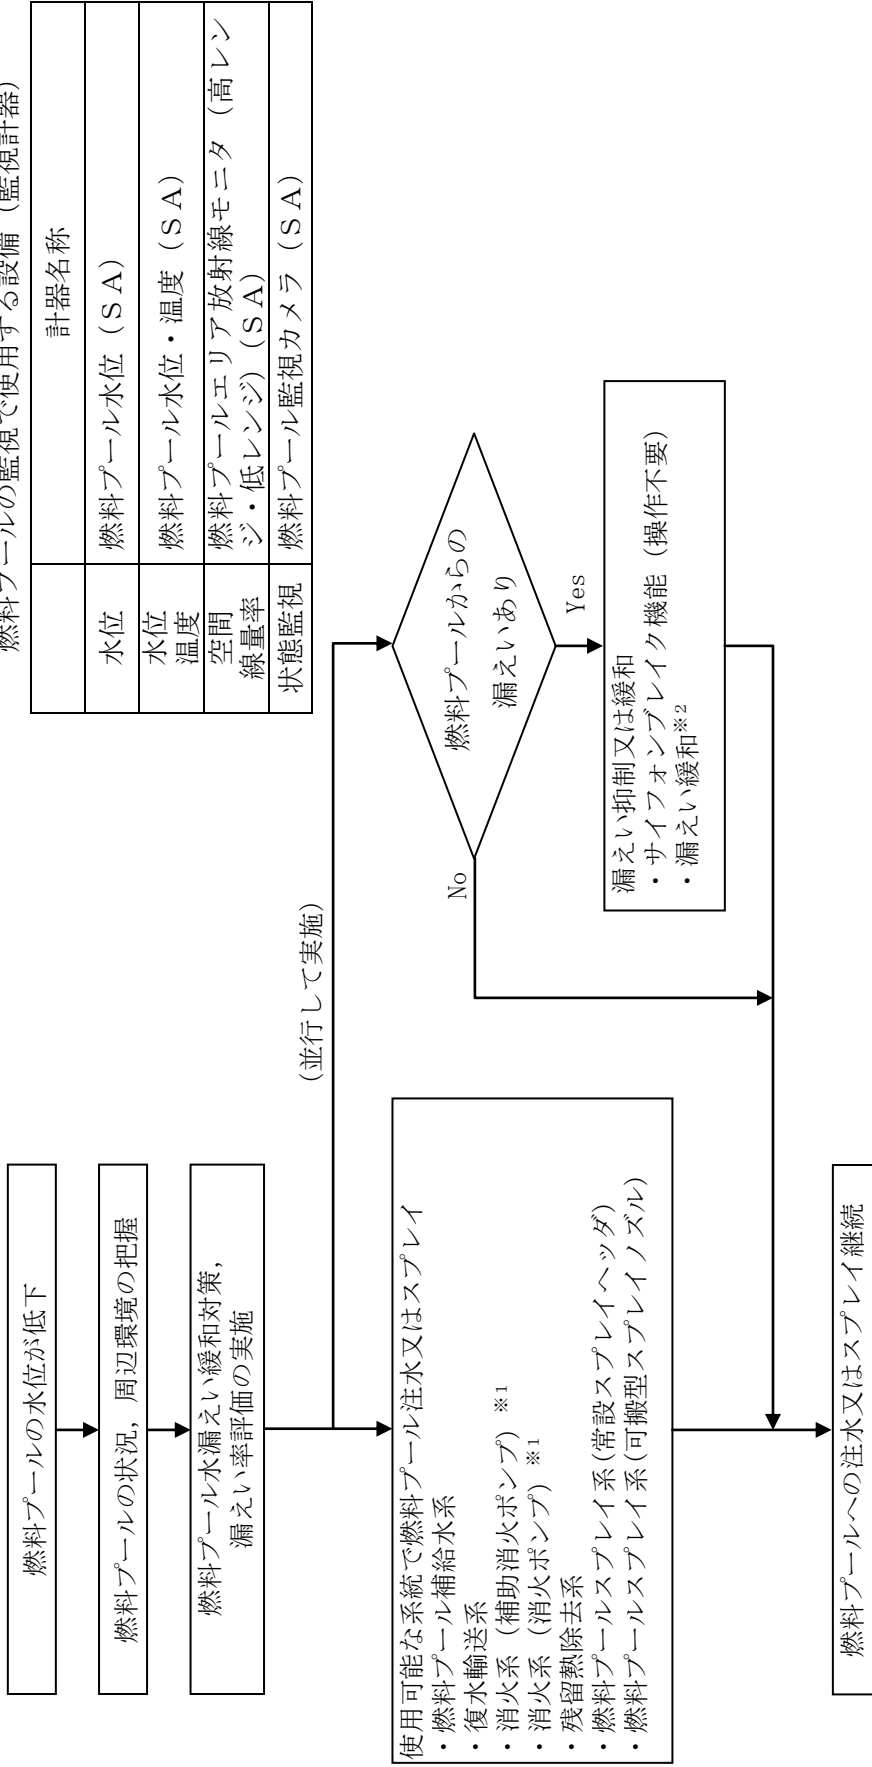 燃料プールの監視で使用する設備（監視計器）
計器名称
水位
燃料プール水位（ＳＡ）
水位
温度
燃料プール水位・温度（ＳＡ）
空間
線量率
燃料プールエリア放射線モニタ（高レン
ジ・低レンジ）（ＳＡ）
状態監視
燃料プール監視カメラ（ＳＡ）
燃料プールの水位が低下
燃料プールの状況，周辺環境の把握
燃料プール水漏えい緩和対策，
漏えい率評価の実施
(並行して実施)
使用可能な系統で燃料プール注水又はスプレイ
・燃料プール補給水系
・復水輸送系
・消火系（補助消火ポンプ）※1
・消火系（消火ポンプ）※1
・残留熱除去系
・燃料プールスプレイ系(常設スプレイヘッダ)
・燃料プールスプレイ系(可搬型スプレイノズル)
燃料プールからの
漏えいあり
No
Yes
漏えい抑制又は緩和
・サイフォンブレイク機能（操作不要）
・漏えい緩和※2
燃料プールへの注水又はスプレイ継続